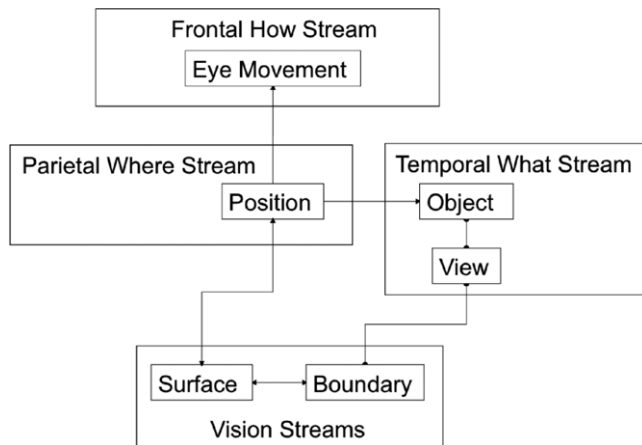 Frontal How Stream
Eye Movement
Parietal Where Stream
Position
Temporal What Stream
Object
View
Surface
Boundary
Vision Streams